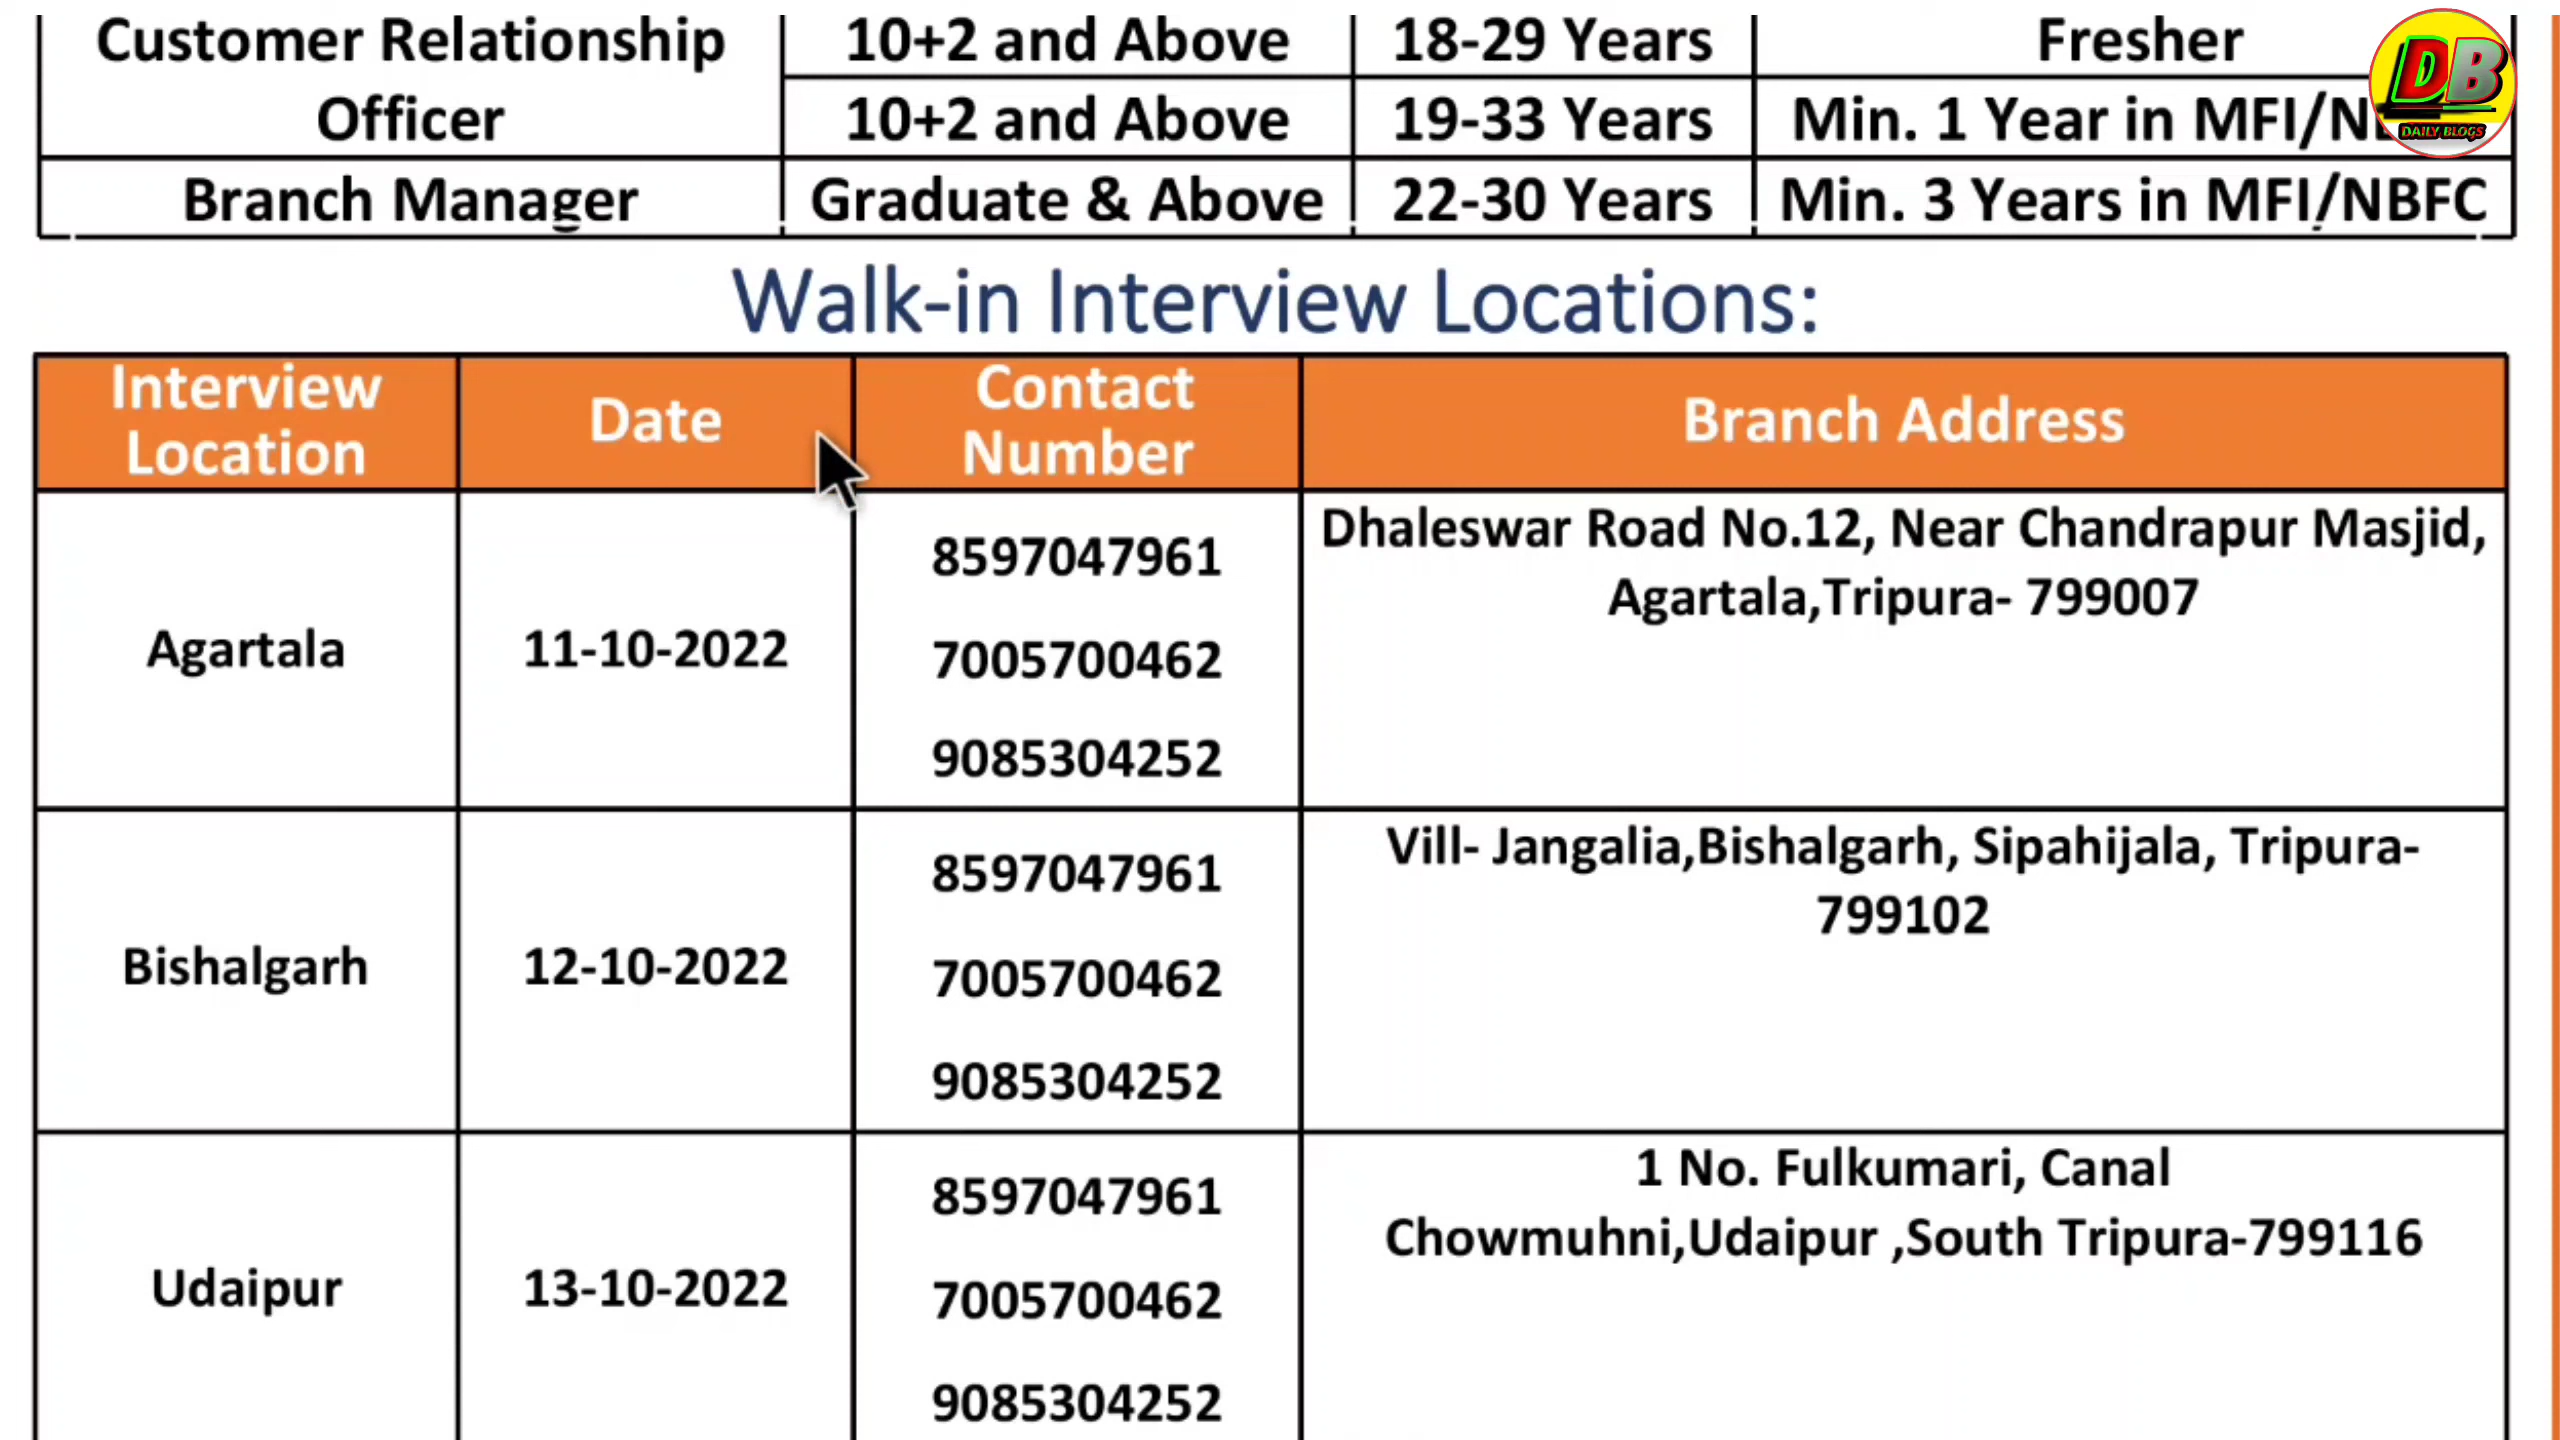 Customer Relationship Officer
10+2 and Above
18-29 Years
Fresher
10+2 and Above
19-33 Years
Min. 1 Year in
Branch Manager
Graduate & Above
22-30 Years
Min. 3 Years in MFI/NBFC
DB
DAILY BLOGS
Walk-in Interview Locations:
Interview
Location
Date
Contact
Number
Branch Address
Agartala
11-10-2022
8597047961
7005700462
9085304252
Dhaleswar Road No.12, Near Chandrapur Masjid,
Agartala,Tripura- 799007
Bishalgarh
12-10-2022
8597047961
7005700462
9085304252
Vill- Jangalia,Bishalgarh, Sipahijala, Tripura-
799102
Udaipur
13-10-2022
8597047961
7005700462
9085304252
1 No. Fulkumari, Canal
Chowmuhni,Udaipur ,South Tripura-799116